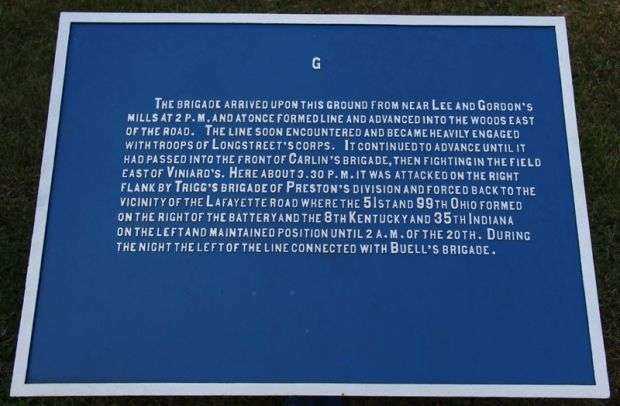 G
THE BRIGADE ARRIVED UPON THIS GROUND FROM NEAR LEE AND GORDON'S
MILLS AT 2 P.M. AND AT ONCE FORMED LINE AND ADVANCED INTO THE WOODS EAST
OF THE ROAD. THE LINE SOON ENCOUNTERED AND BECAME HEAVILY ENGAGED
WITH TROOPS OF LONGSTREET'S CORPS. IT CONTINUED TO ADVANCE UNTIL IT
HAD PASSED INTO THE FRONT OF CARLIN'S BRIGADE, THEN FIGHTING IN THE FIELD
EAST OF VINIARD'S. HERE ABOUT 3.30 P.M. IT WAS ATTACKED ON THE RIGHT
FLANK BY TRIGG'S BRIGADE OF PRESTON'S DIVISION AND FORCED BACK TO THE
VICINITY OF THE LAFAYETTE ROAD WHERE THE 51ST AND 99TH OHIO FORMED
ON THE RIGHT OF THE BATTERY AND THE 8TH KENTUCKY AND 35TH INDIANA
ON THE LEFT AND MAINTAINED POSITION UNTIL 2 A.M. OF THE 20TH. DURING
THE NIGHT THE LEFT OF THE LINE CONNECTED WITH BUELL'S BRIGADE.